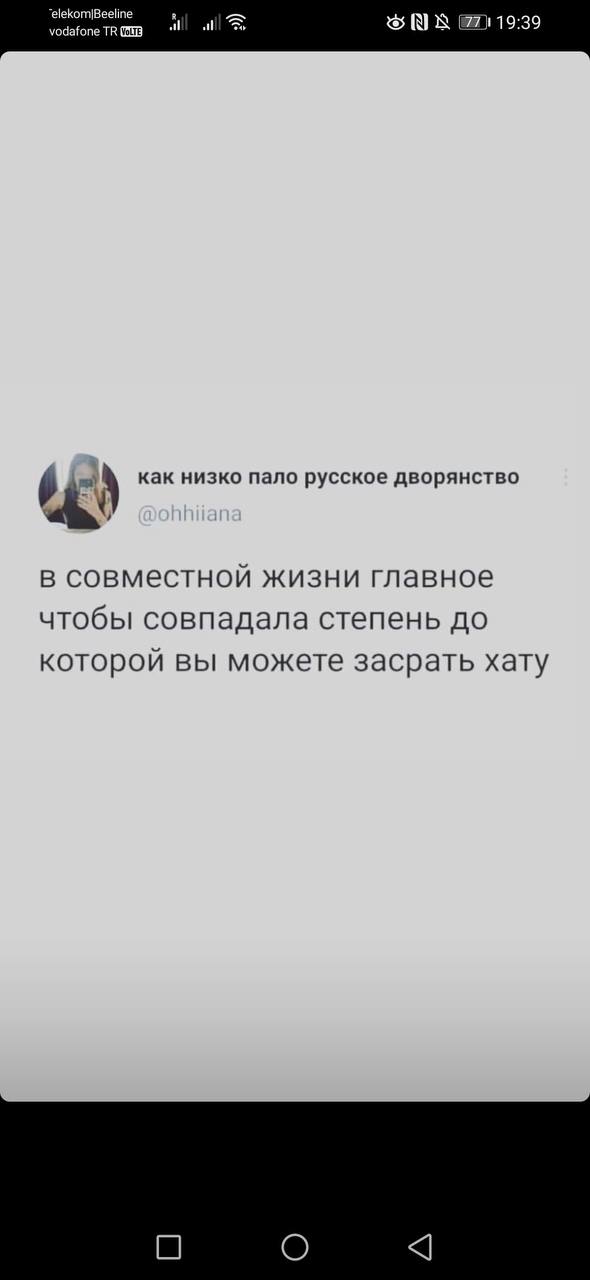 elekom|Beeline
vodafone TR VoLTE
R
77 19:39
как низко пало русское дворянство
@ohhiiana
в совместной жизни главное
чтобы совпадала степень до
которой вы можете засрать хату